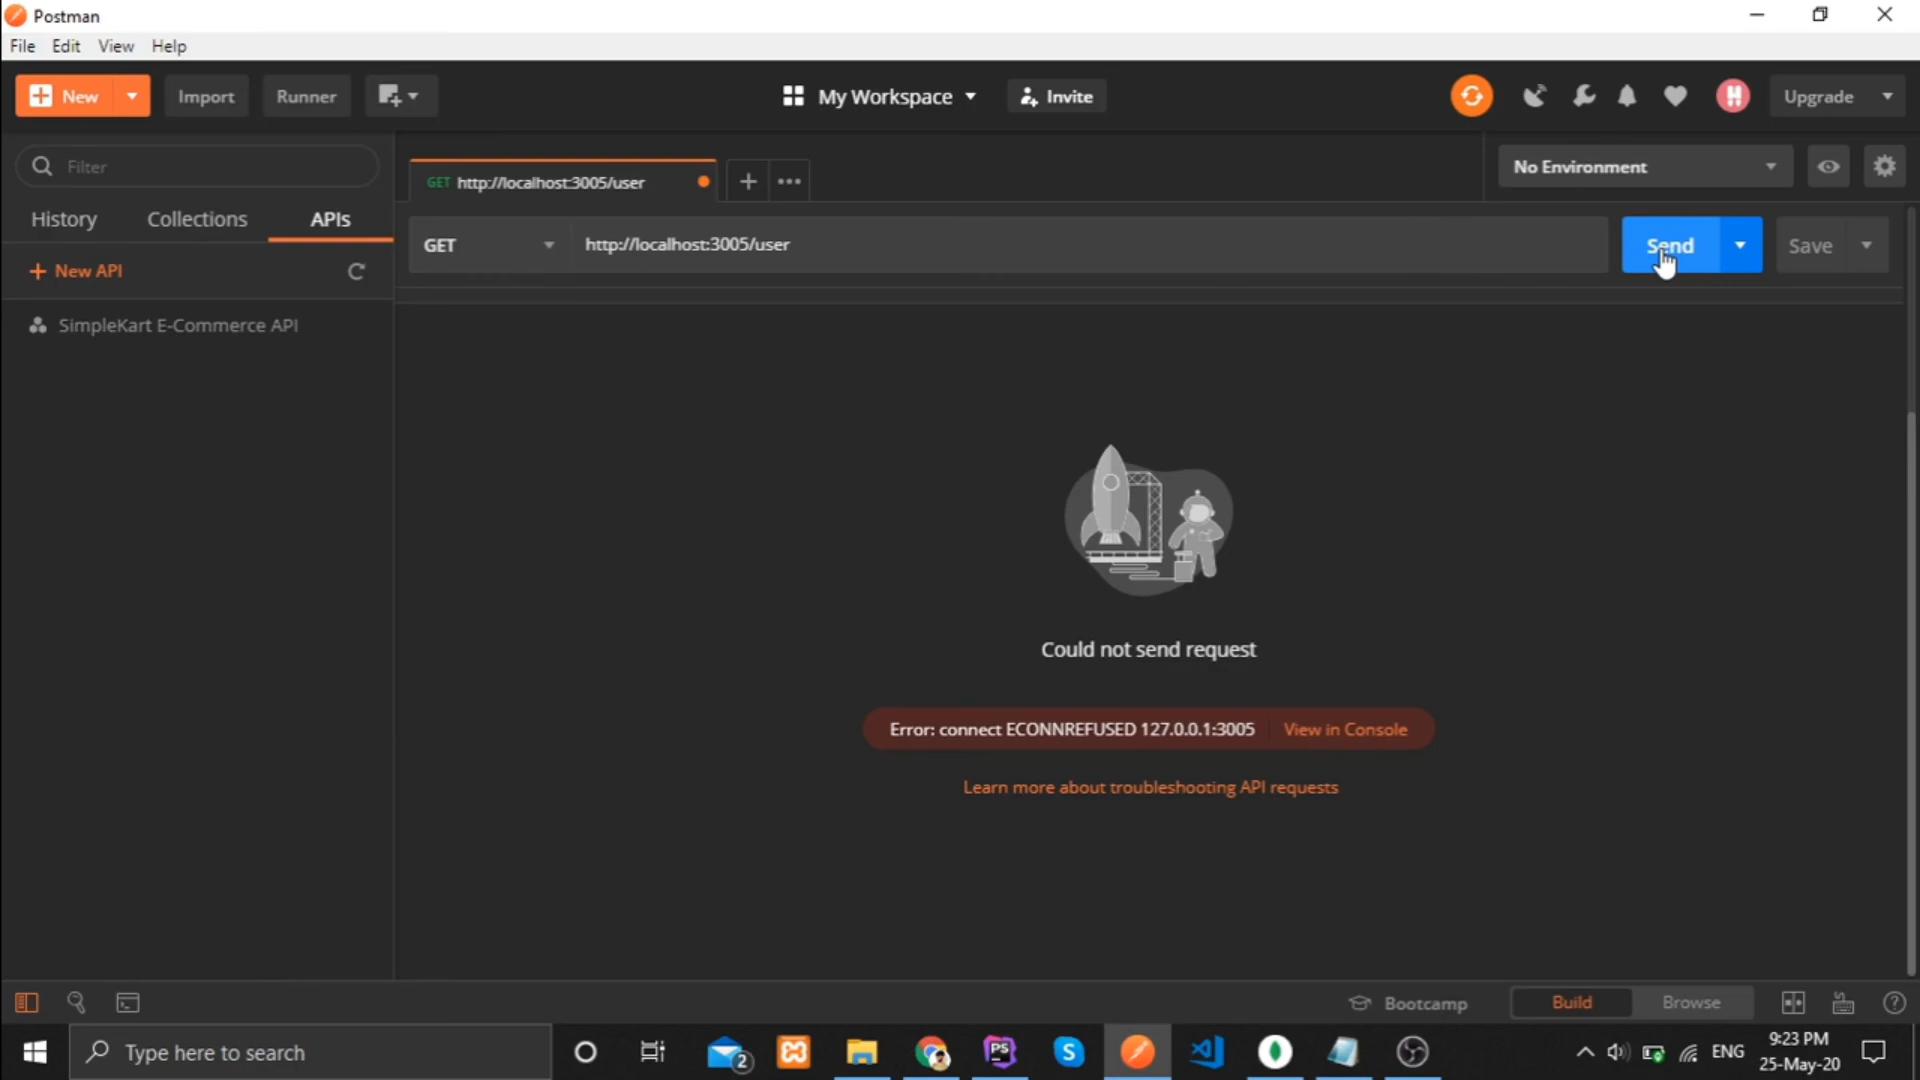 Postman
File Edit View Help
New Import Runner My Workspace Invite Upgrade
Filter
GET http://localhost:3005/user
No Environment
History Collections APIs
GET http://localhost:3005/user Send Save
New API
SimpleKart E-Commerce API
Could not send request
Error: connect ECONNREFUSED 127.0.0.1:3005 View in Console
Learn more about troubleshooting API requests
Bootcamp Build Browse
Type here to search
2
PS
ENG
9:23 PM
25-May-20